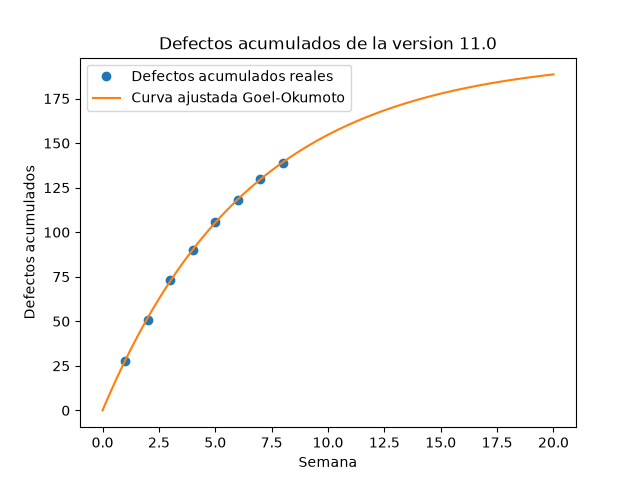 Defectos acumulados de la version 11.0
Defectos acumulados reales
Curva ajustada Goel-Okumoto
Defectos acumulados
175
150
125
100
75
50
25
0
0.0 2.5 5.0 7.5 10.0 12.5 15.0 17.5 20.0
Semana